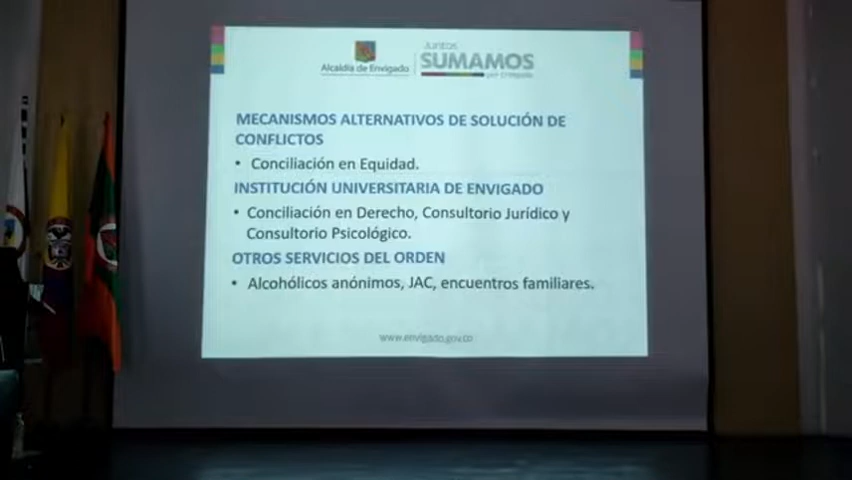 Alcaldía de Envigado
Juntos
SUMAMOS
por Envigado
MECANISMOS ALTERNATIVOS DE SOLUCIÓN DE
CONFLICTOS
• Conciliación en Equidad.
INSTITUCIÓN UNIVERSITARIA DE ENVIGADO
• Conciliación en Derecho, Consultorio Jurídico y
Consultorio Psicológico.
OTROS SERVICIOS DEL ORDEN
• Alcohólicos anónimos, JAC, encuentros familiares.
www.envigado.gov.co